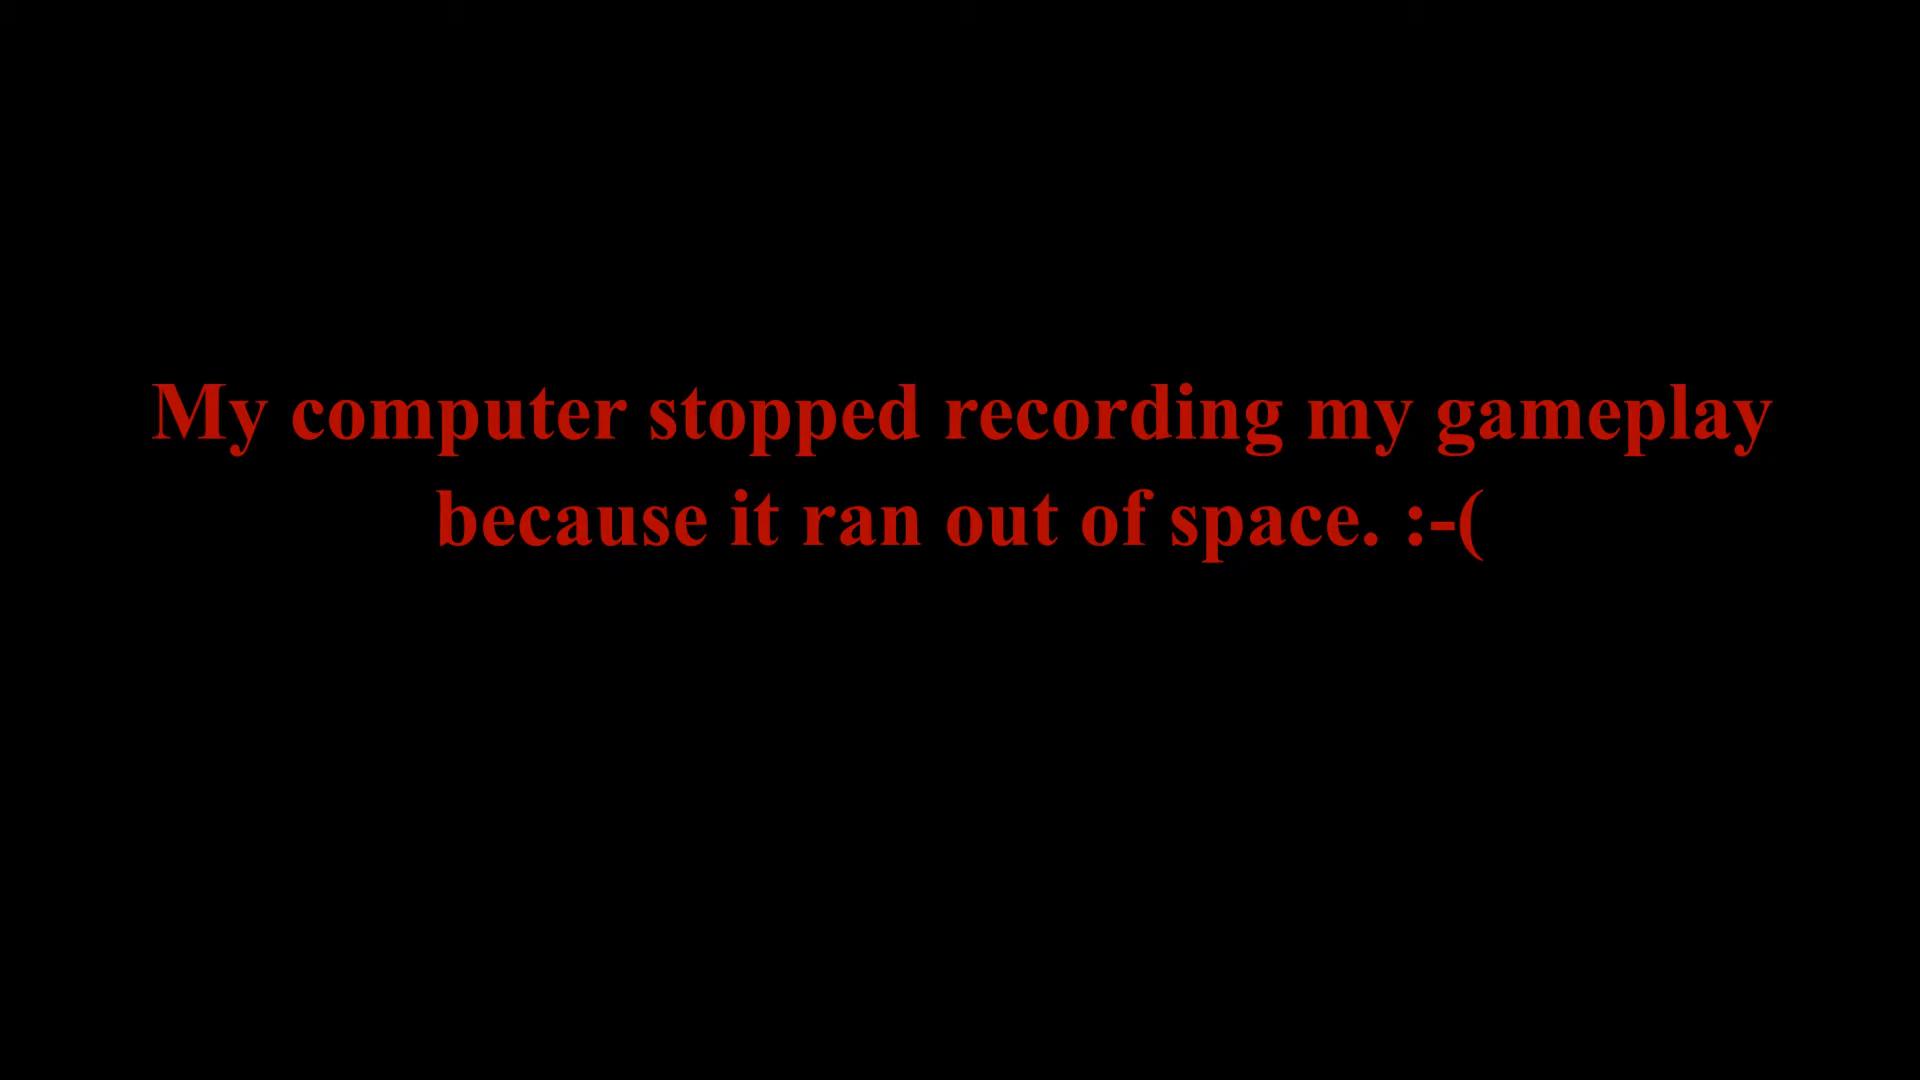 My computer stopped recording my gameplay
because it ran out of space. :-(